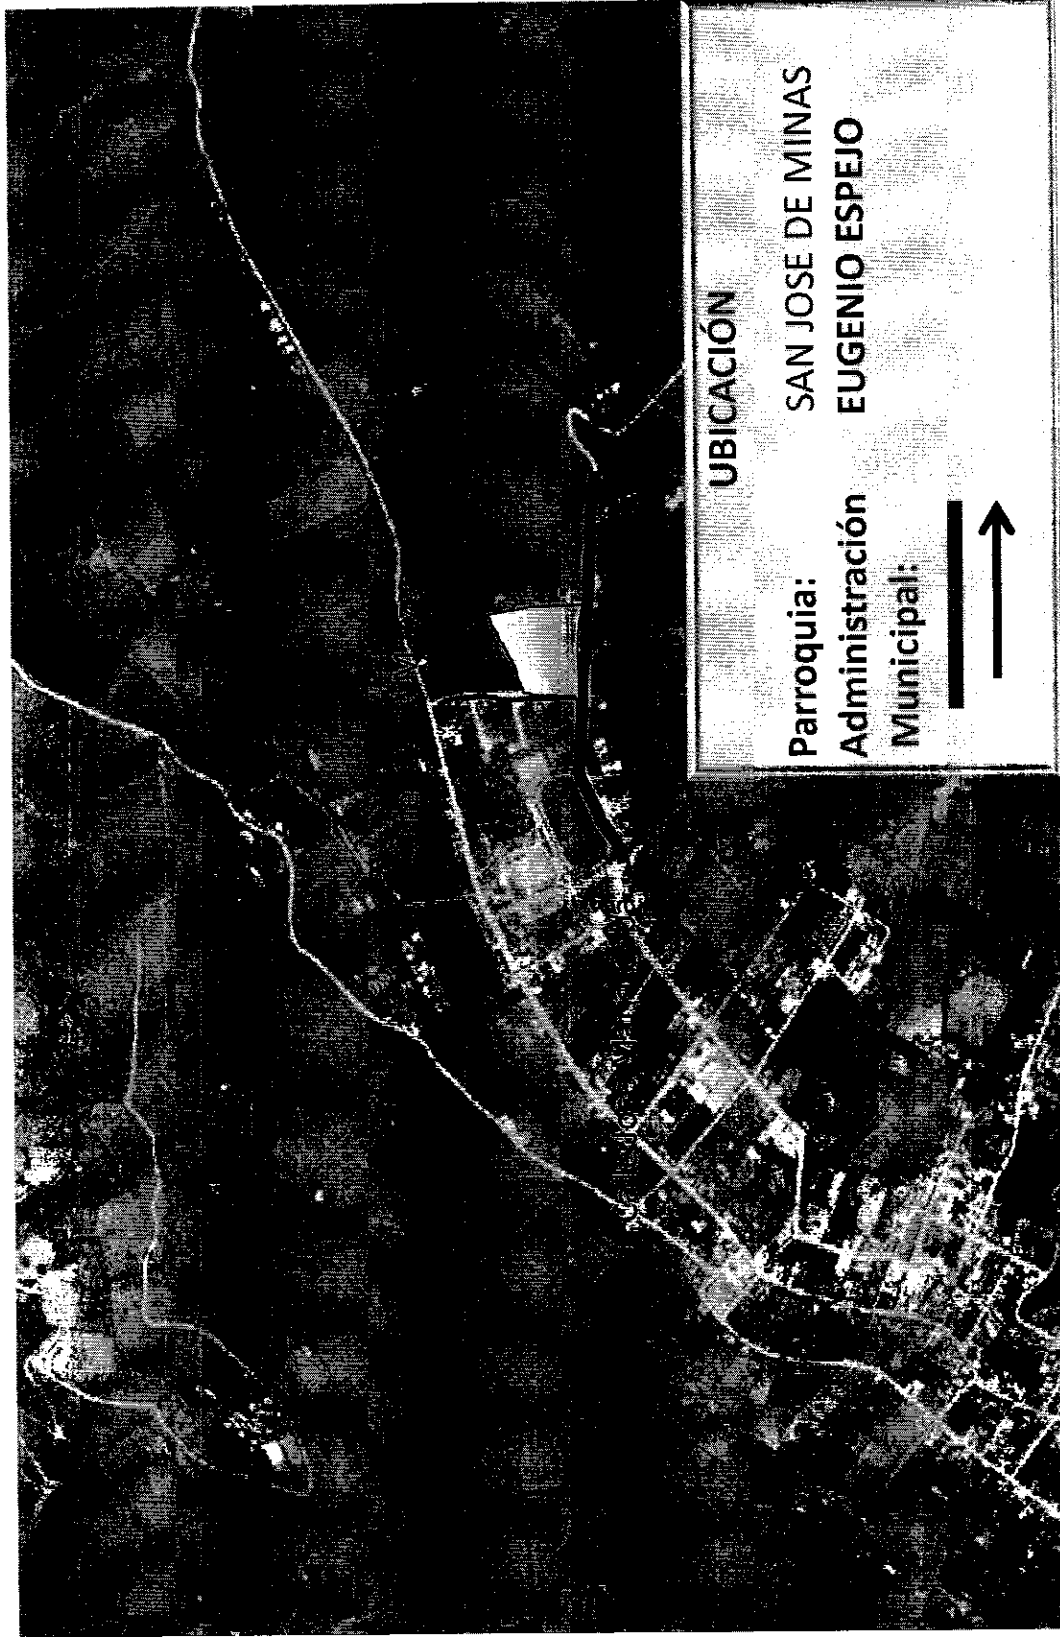 UBICACIÓN
Parroquia: SAN JOSE DE MINAS
Administración EUGENIO ESPEJO
Municipal: